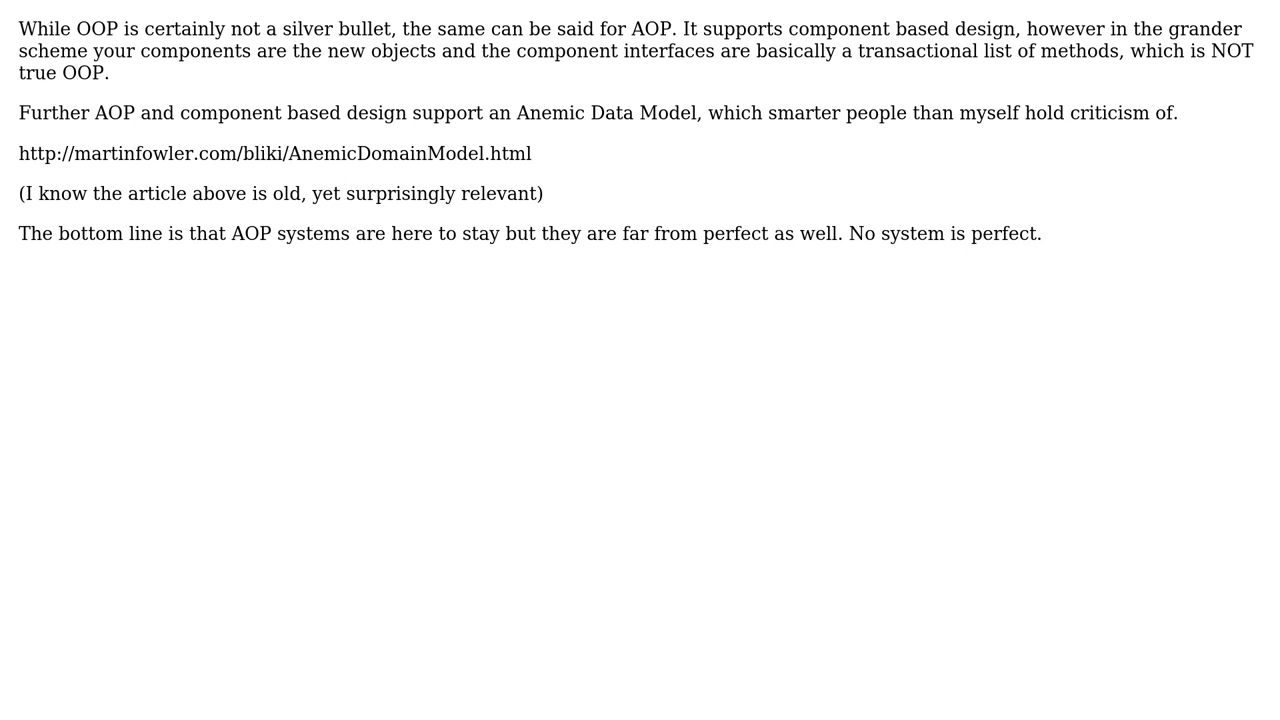 While OOP is certainly not a silver bullet, the same can be said for AOP. It supports component based design, however in the grander
scheme your components are the new objects and the component interfaces are basically a transactional list of methods, which is NOT
true OOP.
Further AOP and component based design support an Anemic Data Model, which smarter people than myself hold criticism of.
http://martinfowler.com/bliki/AnemicDomainModel.html
(I know the article above is old, yet surprisingly relevant)
The bottom line is that AOP systems are here to stay but they are far from perfect as well. No system is perfect.